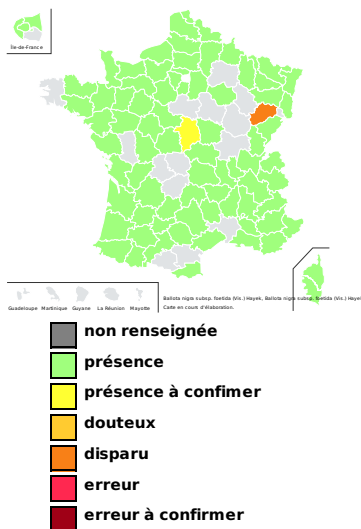 Île-de-France
Guadeloupe Martinique Guyane La Réunion Mayotte
Ballota nigra subsp. foetida (Vis.) Hayek, Ballota nigra subsp. foetida (Vis.) Hayek
Carte en cours d'élaboration.
non renseignée
présence
présence à confimer
douteux
disparu
erreur
erreur à confirmer